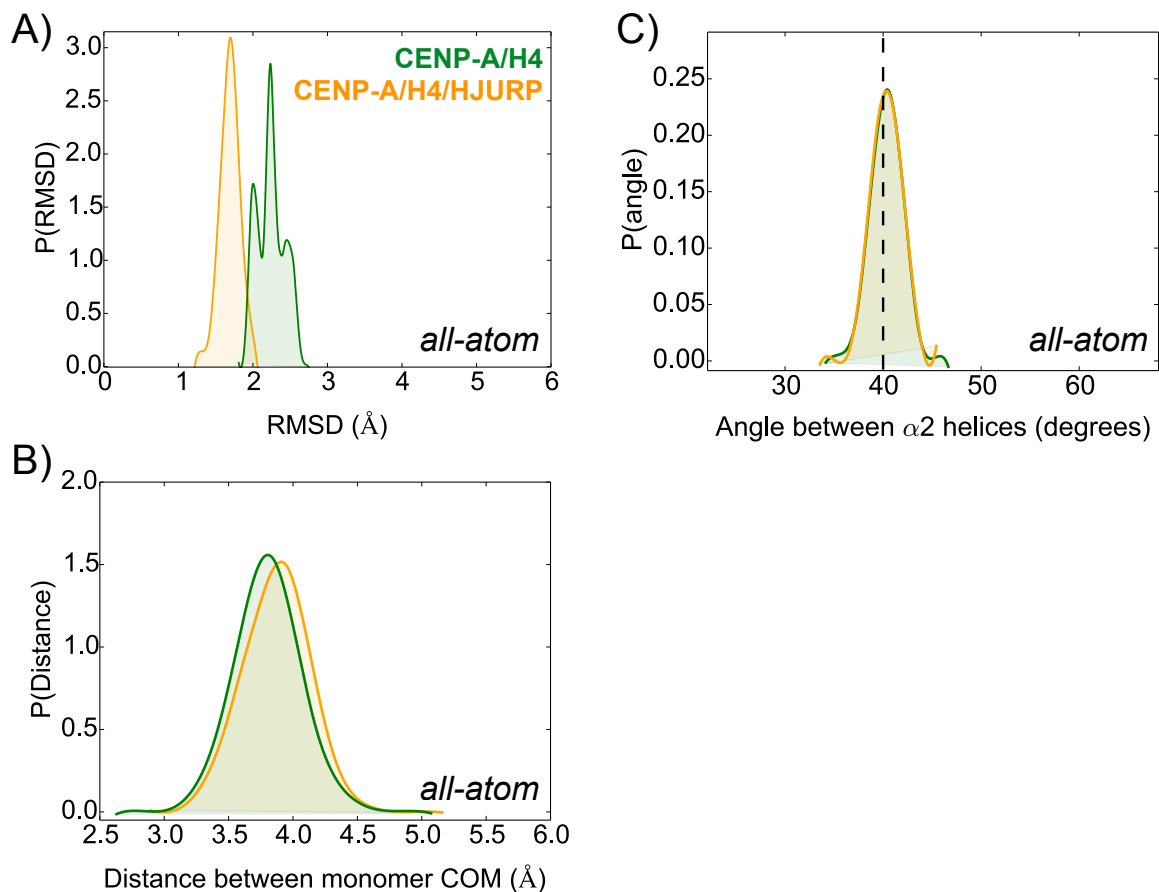 A)
3.0
2.5
2.0
1.5
1.0
0.5
0.0
P(RMSD)
CENP-A/H4
CENP-A/H4/HJURP
all-atom
0 1 2 3 4 5 6
RMSD (Å)
B)
2.0
1.5
1.0
0.5
0.0
P(Distance)
all-atom
2.5 3.0 3.5 4.0 4.5 5.0 5.5 6.0
Distance between monomer COM (Å)
C)
0.25
0.20
0.15
0.10
0.05
0.00
P(angle)
all-atom
30 40 50 60
Angle between α2 helices (degrees)